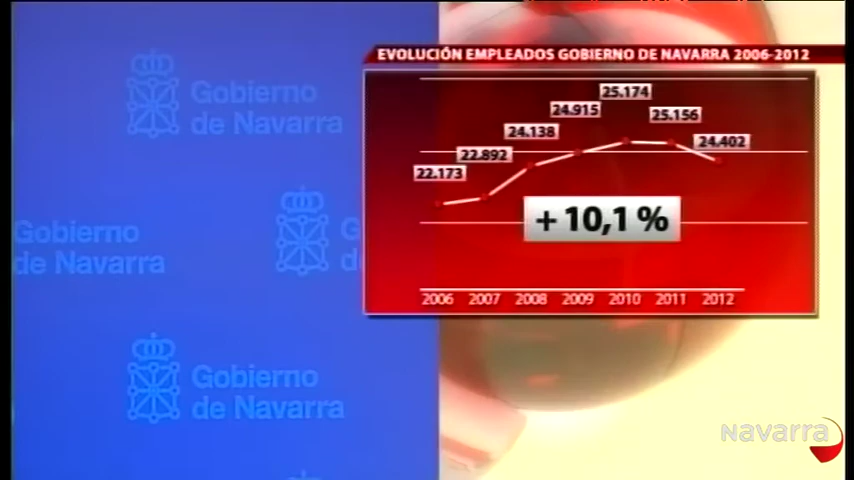 EVOLUCIÓN EMPLEADOS GOBIERNO DE NAVARRA 2006-2012
25.174
24.915
25.156
24.138
24.402
22.892
22.173
+10,1%
2006 2007 2008 2009 2010 2011 2012
Gobierno
de Navarra
Gobierno
de Navarra
G
d
Gobierno
de Navarra
Navarra